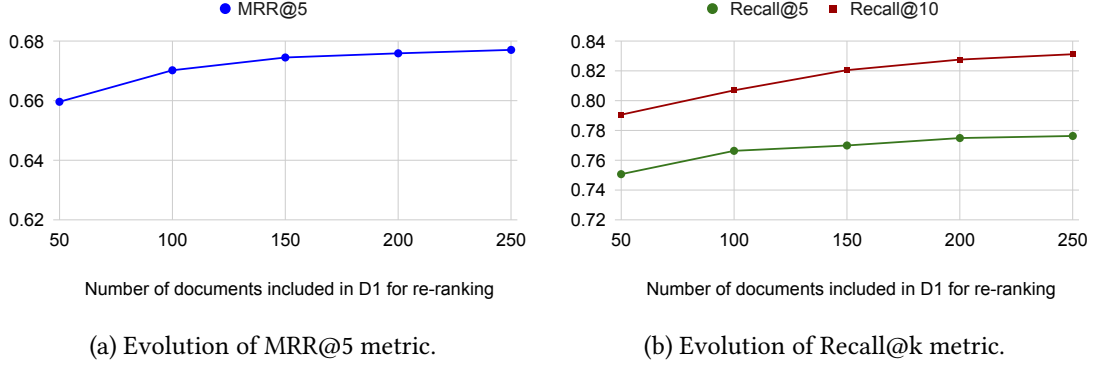 MRR@5
0.68
0.66
0.64
0.62
50 100 150 200 250
Number of documents included in D1 for re-ranking
(a) Evolution of MRR@5 metric.
Recall@5 Recall@10
0.84
0.82
0.80
0.78
0.76
0.74
0.72
50 100 150 200 250
Number of documents included in D1 for re-ranking
(b) Evolution of Recall@k metric.